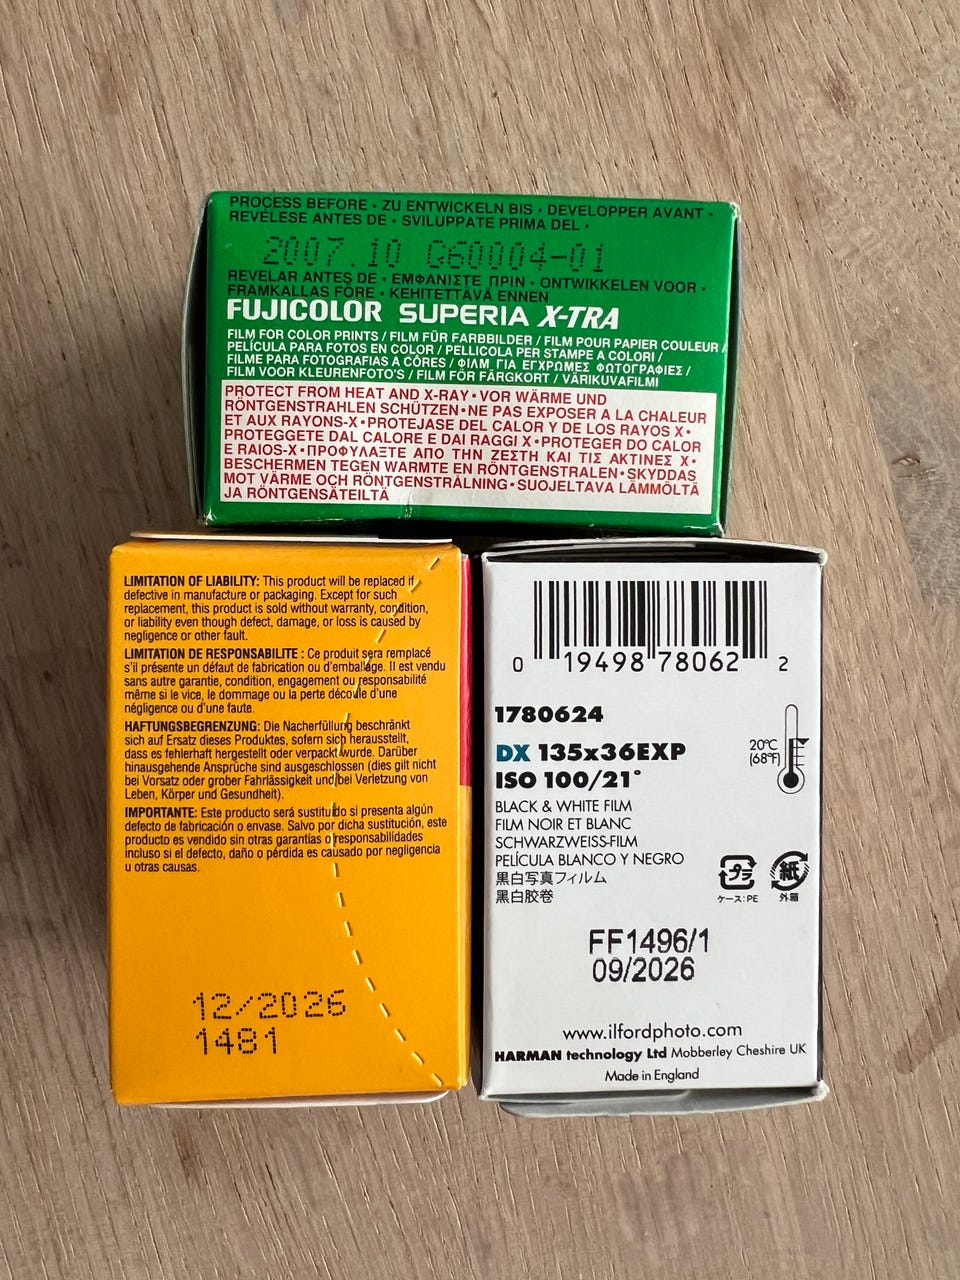 PROCESS BEFORE • ZU ENTWICKELN BIS • DEVELOPPER AVANT •
REVÉLESE ANTES DE • SVILUPPATE PRIMA DEL •
2007.10 G60004-01
REVELAR ANTES DE • ΕΜΦΑΝΙΣΤΕ ΠΡΙΝ • ONTWIKKELEN VOOR •
FRAMKALLAS FÖRE • KEHITETTÄVÄ ENNEN
FUJICOLOR SUPERIA X-TRA
FILM FOR COLOR PRINTS / FILM FÜR FARBBILDER / FILM POUR PAPIER COULEUR /
PELÍCULA PARA FOTOS EN COLOR / PELLICOLA PER STAMPE A COLORI /
FILME PARA FOTOGRAFIAS A CÔRES / ΦΙΛΜ ΓΙΑ ΕΓΧΡΩΜΕΣ ΦΩΤΟΓΡΑΦΙΕΣ /
FILM VOOR KLEURENFOTO'S / FILM FÖR FÄRGKORT / VÄRIKUVAFILMI
PROTECT FROM HEAT AND X-RAY • VOR WÄRME UND
RÖNTGENSTRAHLEN SCHÜTZEN • NE PAS EXPOSER A LA CHALEUR
ET AUX RAYONS-X • PROTEJASE DEL CALOR Y DE LOS RAYOS X •
PROTEGGETE DAL CALORE E DAI RAGGI X • PROTEGER DO CALOR
E RAIOS-X • ΠΡΟΦΥΛΑΞΤΕ ΑΠΟ ΤΗΝ ΖΕΣΤΗ ΚΑΙ ΤΙΣ ΑΚΤΙΝΕΣ Χ •
BESCHERMEN TEGEN WARMTE EN RÖNTGENSTRALEN • SKYDDAS
MOT VÄRME OCH RÖNTGENSTRÅLNING • SUOJELTAVA LÄMMÖLTÄ
JA RÖNTGENSÄTEILTÄ
LIMITATION OF LIABILITY: This product will be replaced if
defective in manufacture or packaging. Except for such
replacement, this product is sold without warranty, condition,
or liability even though defect, damage, or loss is caused by
negligence or other fault.
LIMITATION DE RESPONSABILITE : Ce produit sera remplacé
s'il présente un défaut de fabrication ou d'emballage. Il est vendu
sans autre garantie, condition, engagement ou responsabilité
même si le vice, le dommage ou la perte découle d'une
négligence ou d'une faute.
HAFTUNGSBEGRENZUNG: Die Nacherfüllung beschränkt
sich auf Ersatz dieses Produktes, sofern sich herausstellt,
dass es fehlerhaft hergestellt oder verpackt wurde. Darüber
hinausgehende Ansprüche sind ausgeschlossen (dies gilt nicht
bei Vorsatz oder grober Fahrlässigkeit und/bei Verletzung von
Leben, Körper und Gesundheit).
IMPORTANTE: Este producto será sustituido si presenta algún
defecto de fabricación o envase. Salvo por dicha sustitución, este
producto es vendido sin otras garantías o responsabilidades
incluso si el defecto, daño o pérdida es causado por negligencia
u otras causas.
12/2026
1481
0 19498 78062 2
1780624
DX 135x36EXP
ISO 100/21°
20°C
(68°F)
BLACK & WHITE FILM
FILM NOIR ET BLANC
SCHWARZWEISS-FILM
PELÍCULA BLANCO Y NEGRO
黒白写真フィルム
黑白胶卷
プラ
紙
ケース:PE
外箱
FF1496/1
09/2026
www.ilfordphoto.com
HARMAN technology Ltd Mobberley Cheshire UK
Made in England